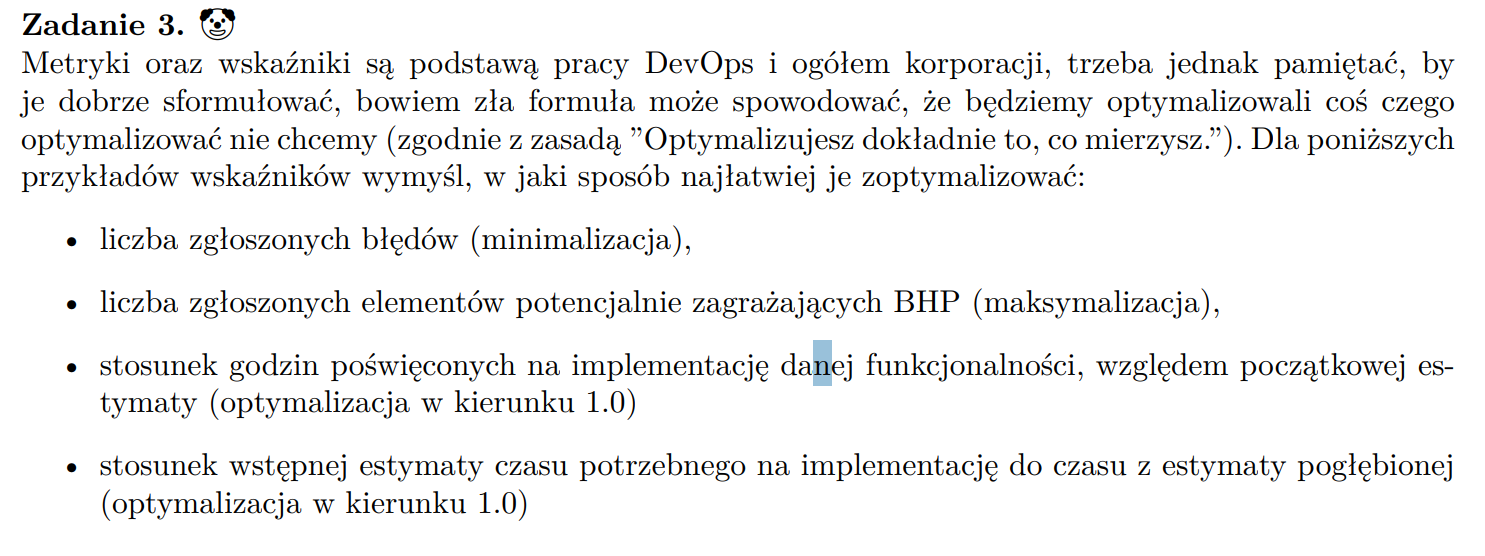 Zadanie 3. 🤡
Metryki oraz wskaźniki są podstawą pracy DevOps i ogółem korporacji, trzeba jednak pamiętać, by
je dobrze sformułować, bowiem zła formuła może spowodować, że będziemy optymalizowali coś czego
optymalizować nie chcemy (zgodnie z zasadą ”Optymalizujesz dokładnie to, co mierzysz.”). Dla poniższych
przykładów wskaźników wymyśl, w jaki sposób najłatwiej je zoptymalizować:
• liczba zgłoszonych błędów (minimalizacja),
• liczba zgłoszonych elementów potencjalnie zagrażających BHP (maksymalizacja),
• stosunek godzin poświęconych na implementację danej funkcjonalności, względem początkowej es-
tymaty (optymalizacja w kierunku 1.0)
• stosunek wstępnej estymaty czasu potrzebnego na implementację do czasu z estymaty pogłębionej
(optymalizacja w kierunku 1.0)